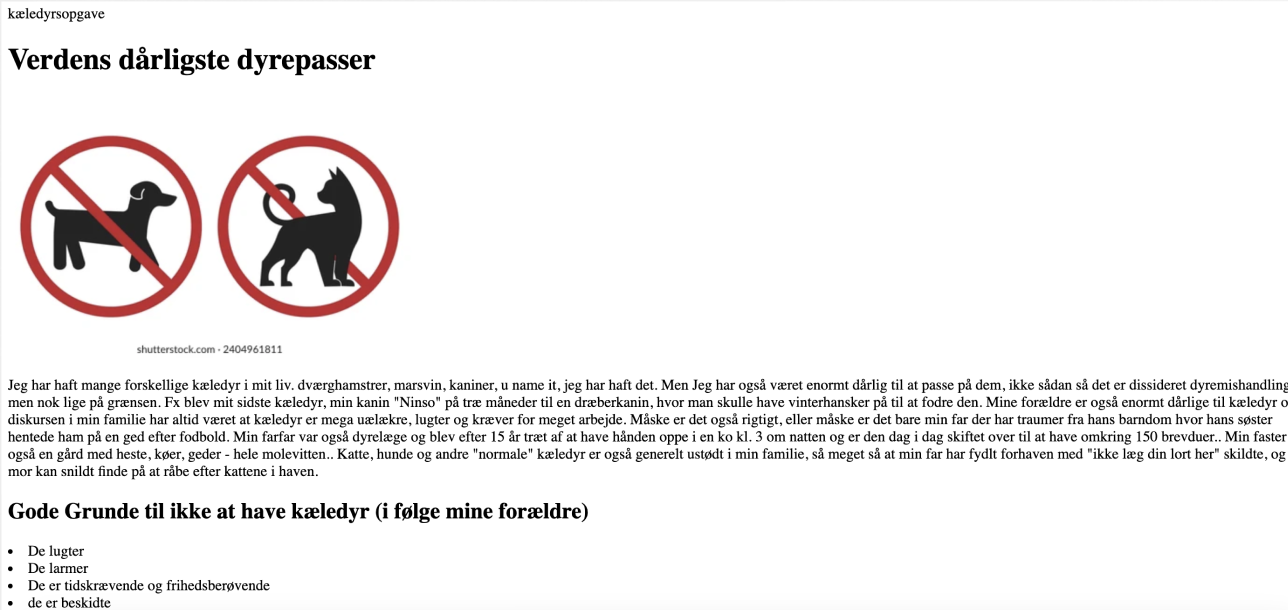 kæledyrsopgave
Verdens dårligste dyrepasser
shutterstock.com · 2404961811
Jeg har haft mange forskellige kæledyr i mit liv. dværghamstrer, marsvin, kaniner, u name it, jeg har haft det. Men Jeg har også været enormt dårlig til at passe på dem, ikke sådan så det er dissideret dyremishandling
men nok lige på grænsen. Fx blev mit sidste kæledyr, min kanin "Ninso" på træ måneder til en dræberkanin, hvor man skulle have vinterhansker på til at fodre den. Mine forældre er også enormt dårlige til kæledyr o
diskursen i min familie har altid været at kæledyr er mega uælækre, lugter og kræver for meget arbejde. Måske er det også rigtigt, eller måske er det bare min far der har traumer fra hans barndom hvor hans søster
hentede ham på en ged efter fodbold. Min farfar var også dyrelæge og blev efter 15 år træt af at have hånden oppe i en ko kl. 3 om natten og er den dag i dag skiftet over til at have omkring 150 brevduer.. Min faster
også en gård med heste, køer, geder - hele molevitten.. Katte, hunde og andre "normale" kæledyr er også generelt ustødt i min familie, så meget så at min far har fydlt forhaven med "ikke læg din lort her" skildte, og
mor kan snildt finde på at råbe efter kattene i haven.
Gode Grunde til ikke at have kæledyr (i følge mine forældre)
• De lugter
• De larmer
• De er tidskrævende og frihedsberøvende
• de er beskidte